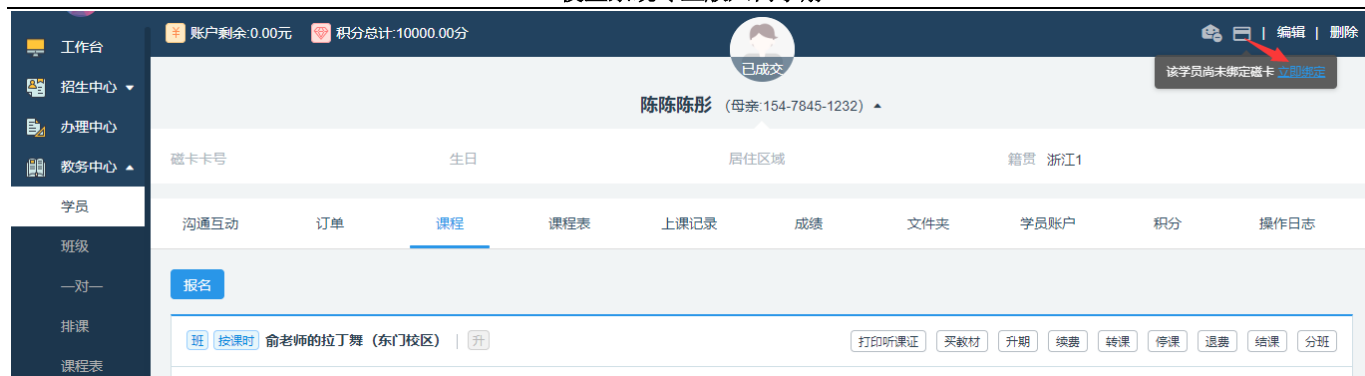 账户剩余:0.00元 积分总计:10000.00分 编辑 | 删除
已成交
该学员尚未绑定磁卡 立即绑定
陈陈陈彤 (母亲:154-7845-1232)
磁卡卡号 生日 居住区域 籍贯 浙江1
工作台
招生中心
办理中心
教务中心
学员
班级
一对一
排课
课程表
沟通互动 订单 课程 课程表 上课记录 成绩 文件夹 学员账户 积分 操作日志
报名
班 按课时 俞老师的拉丁舞(东门校区) | 升
打印听课证 买教材 升期 续费 转课 停课 退费 结课 分班